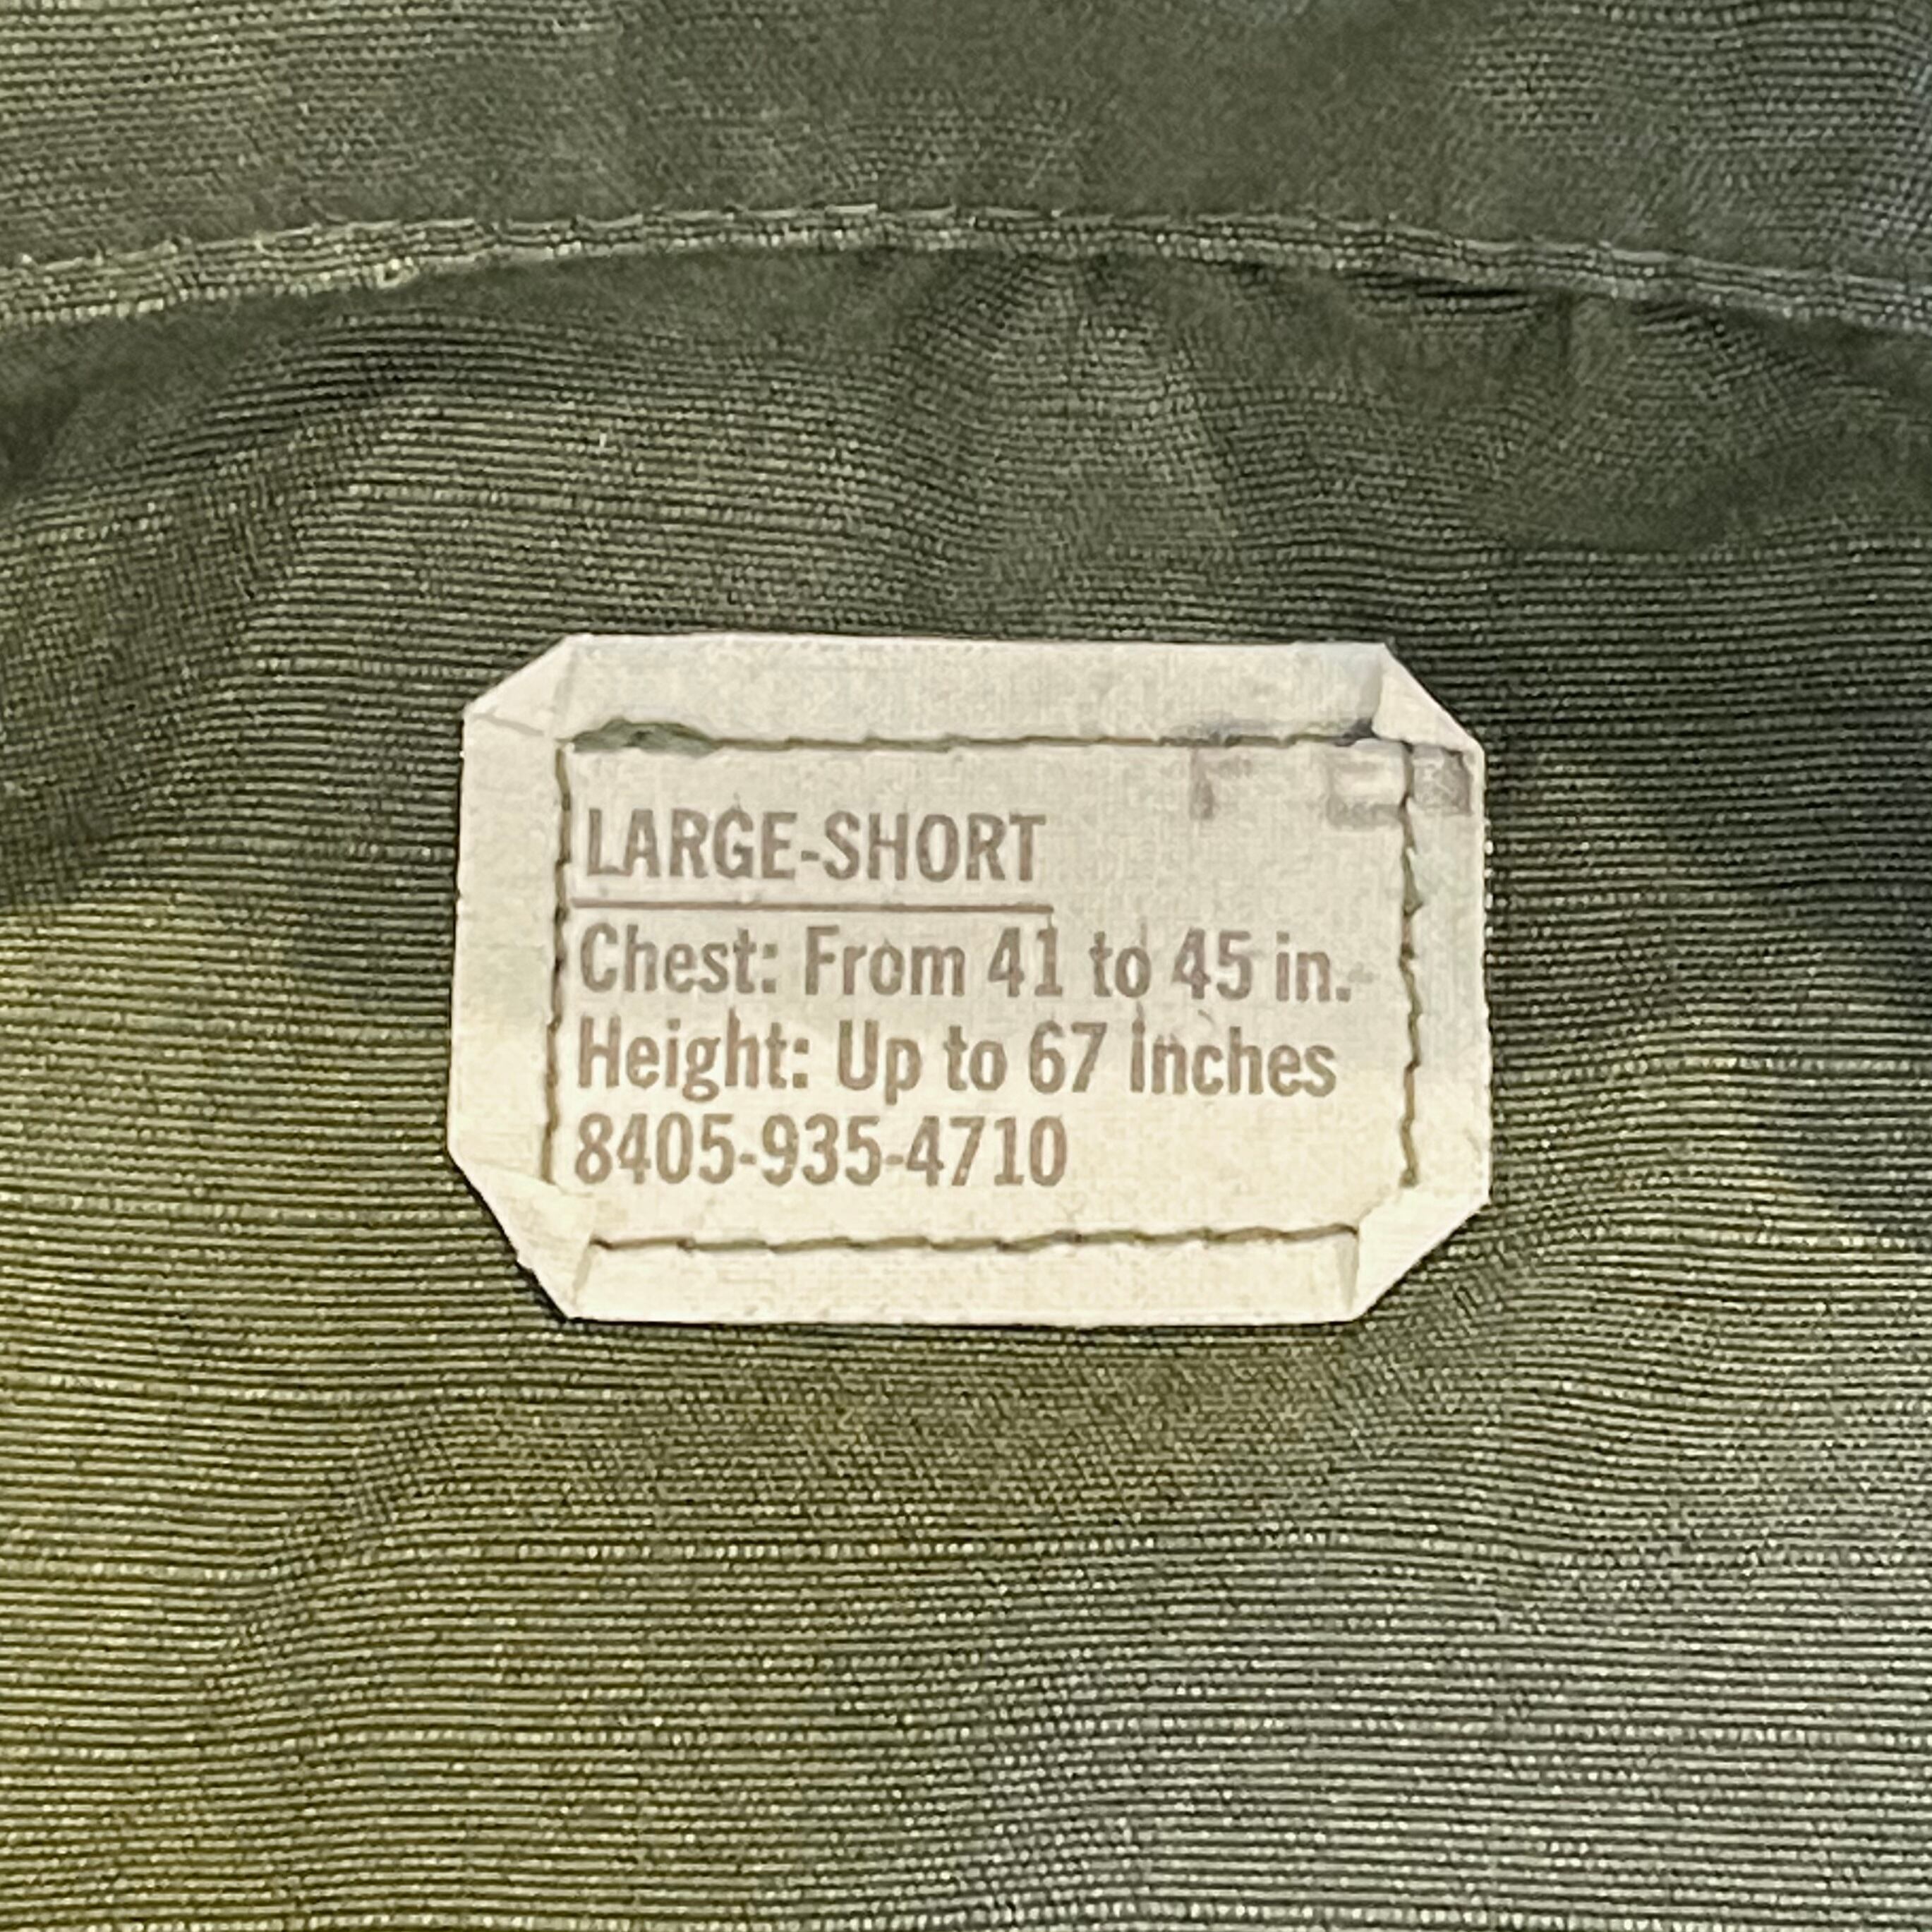 LARGE-SHORT
Chest: From 41 to 45 in.
Height: Up to 67 inches
8405-935-4710